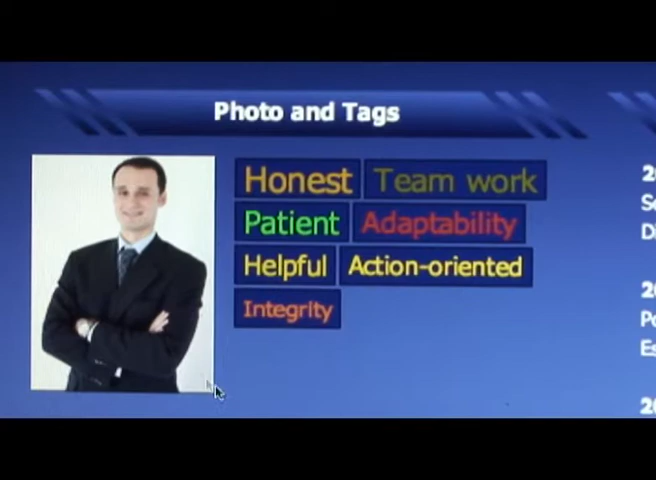 Photo and Tags
Honest Team work
Patient Adaptability
Helpful Action-oriented
Integrity